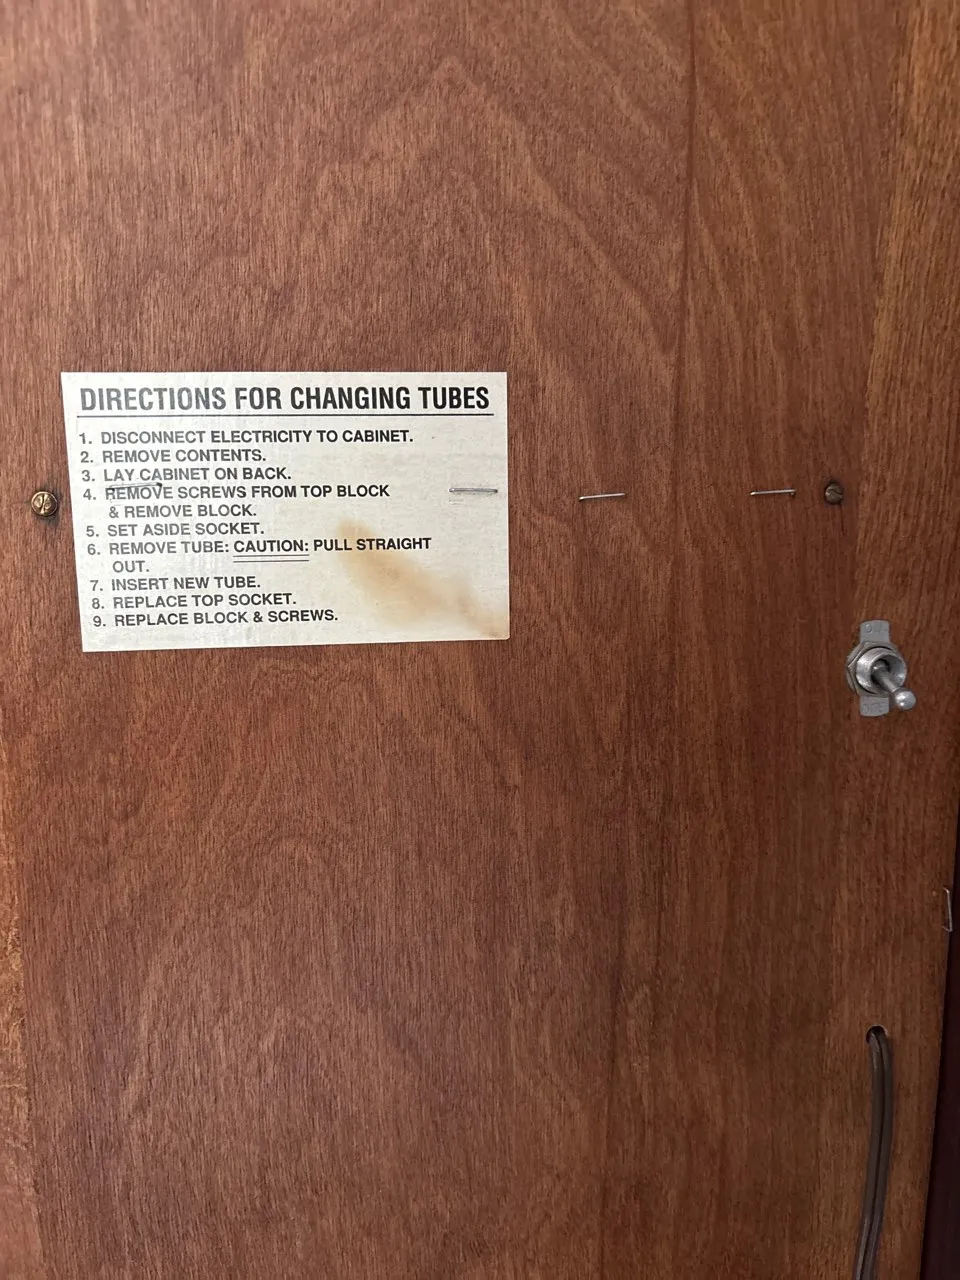 DIRECTIONS FOR CHANGING TUBES
1. DISCONNECT ELECTRICITY TO CABINET.
2. REMOVE CONTENTS.
3. LAY CABINET ON BACK.
4. REMOVE SCREWS FROM TOP BLOCK
& REMOVE BLOCK.
5. SET ASIDE SOCKET.
6. REMOVE TUBE: CAUTION: PULL STRAIGHT
OUT.
7. INSERT NEW TUBE.
8. REPLACE TOP SOCKET.
9. REPLACE BLOCK & SCREWS.